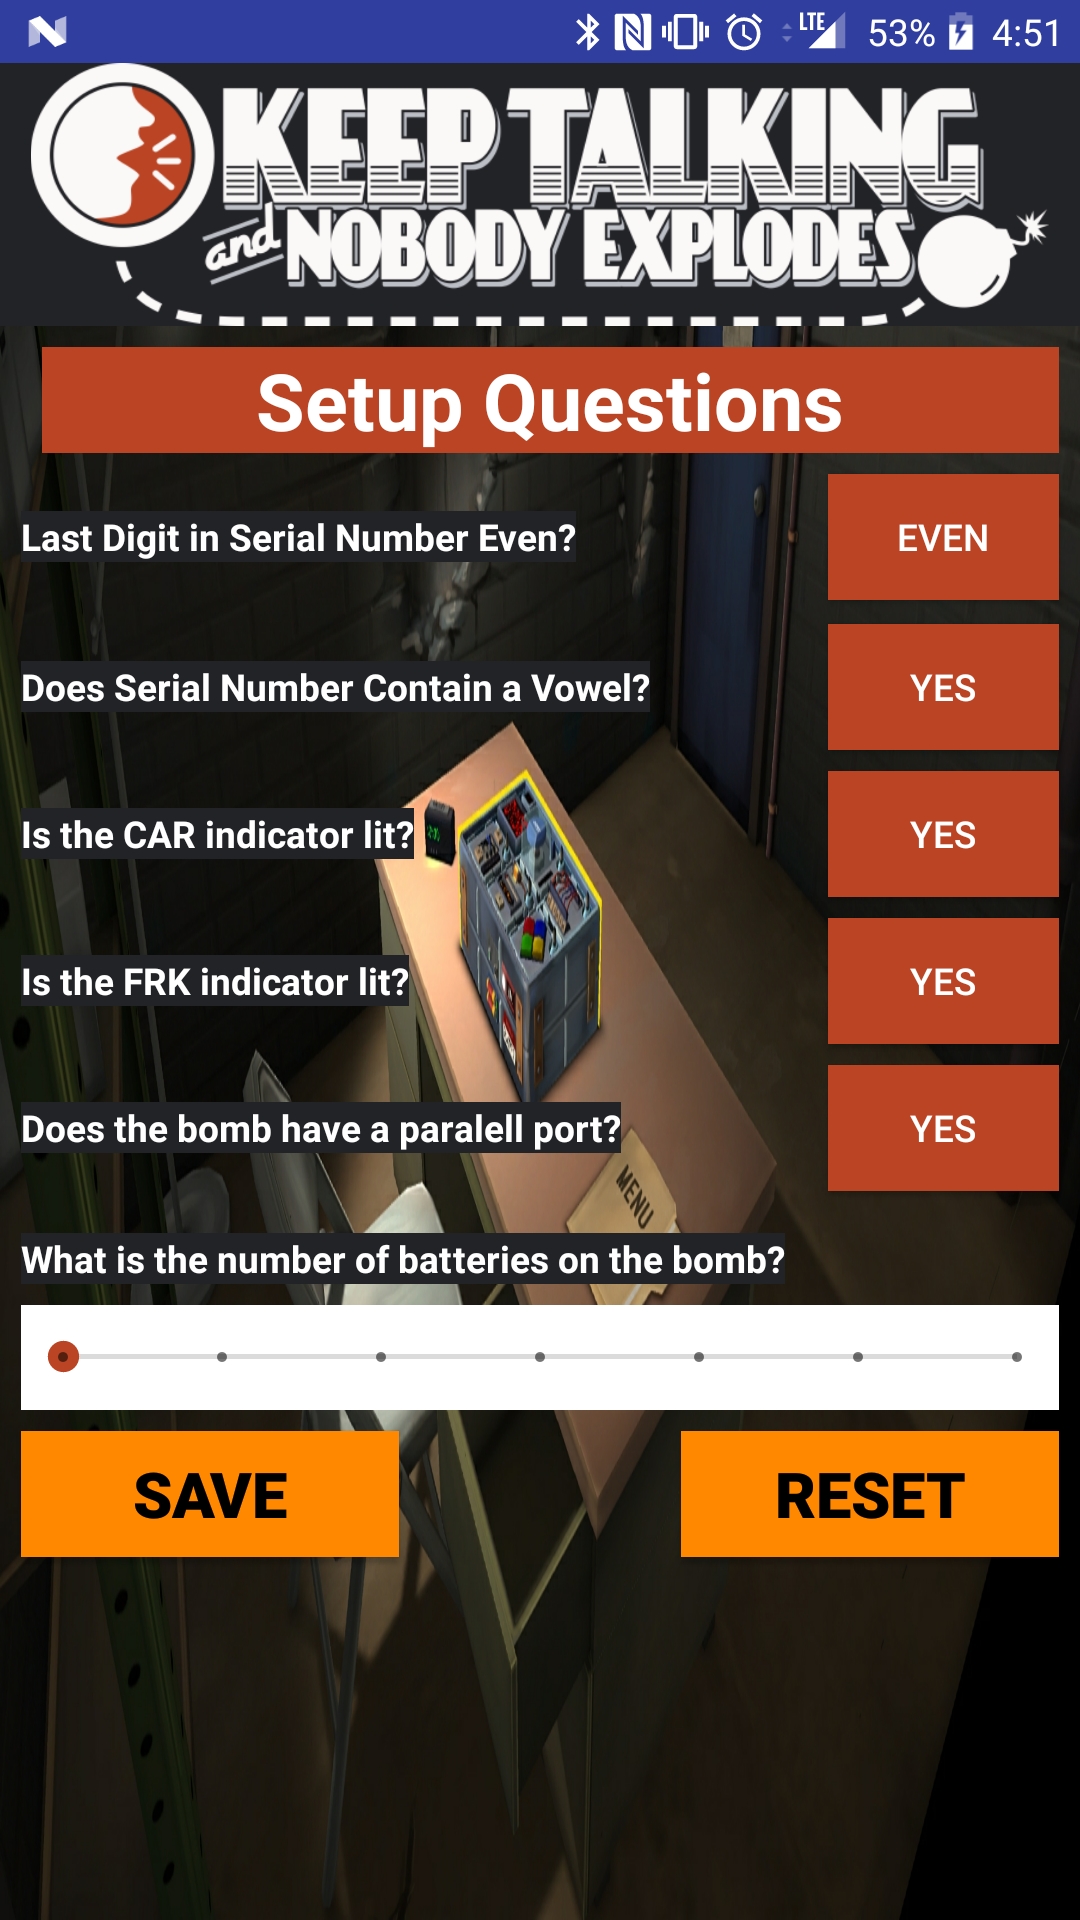 LTE 53% 4:51
KEEP TALKING
and NOBODY EXPLODES
Setup Questions
Last Digit in Serial Number Even? EVEN
Does Serial Number Contain a Vowel? YES
Is the CAR indicator lit? YES
Is the FRK indicator lit? YES
Does the bomb have a paralell port? YES
MENU
What is the number of batteries on the bomb?
SAVE RESET